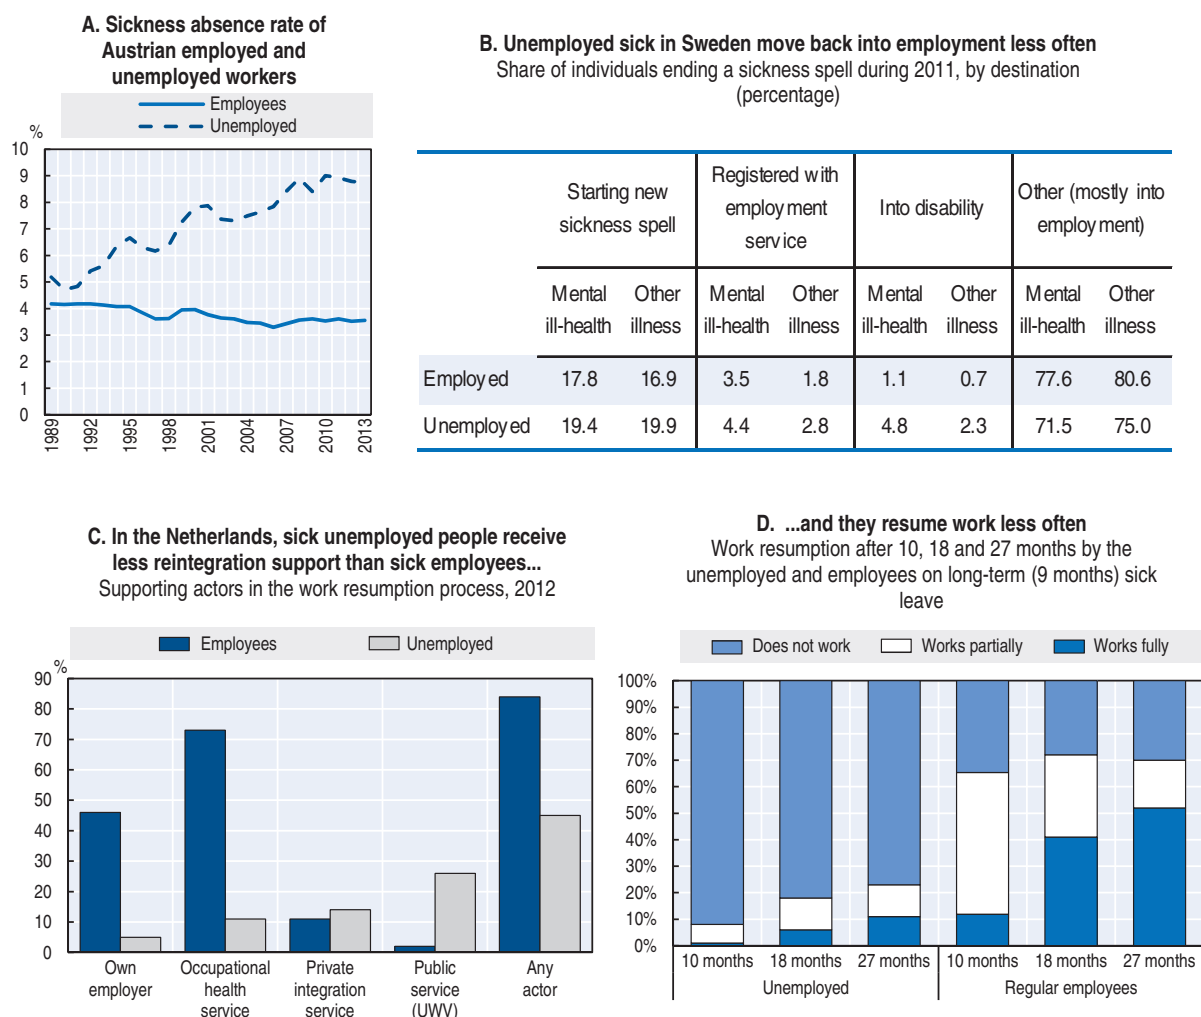 A. Sickness absence rate of
Austrian employed and
unemployed workers
Employees
Unemployed
%
10
9
8
7
6
5
4
3
2
1
0
1989
1992
1995
1998
2001
2004
2007
2010
2013
B. Unemployed sick in Sweden move back into employment less often
Share of individuals ending a sickness spell during 2011, by destination
(percentage)
Starting new
sickness spell
Registered with
employment
service
Into disability
Other (mostly into
employment)
Mental
ill-health
Other
illness
Mental
ill-health
Other
illness
Mental
ill-health
Other
illness
Mental
ill-health
Other
illness
Employed 17.8 16.9 3.5 1.8 1.1 0.7 77.6 80.6
Unemployed 19.4 19.9 4.4 2.8 4.8 2.3 71.5 75.0
C. In the Netherlands, sick unemployed people receive
less reintegration support than sick employees...
Supporting actors in the work resumption process, 2012
Employees
Unemployed
%
90
80
70
60
50
40
30
20
10
0
Own
employer
Occupational
health
service
Private
integration
service
Public
service
(UWV)
Any
actor
D. ...and they resume work less often
Work resumption after 10, 18 and 27 months by the
unemployed and employees on long-term (9 months) sick
leave
Does not work
Works partially
Works fully
100%
90%
80%
70%
60%
50%
40%
30%
20%
10%
0%
10 months
18 months
27 months
10 months
18 months
27 months
Unemployed
Regular employees